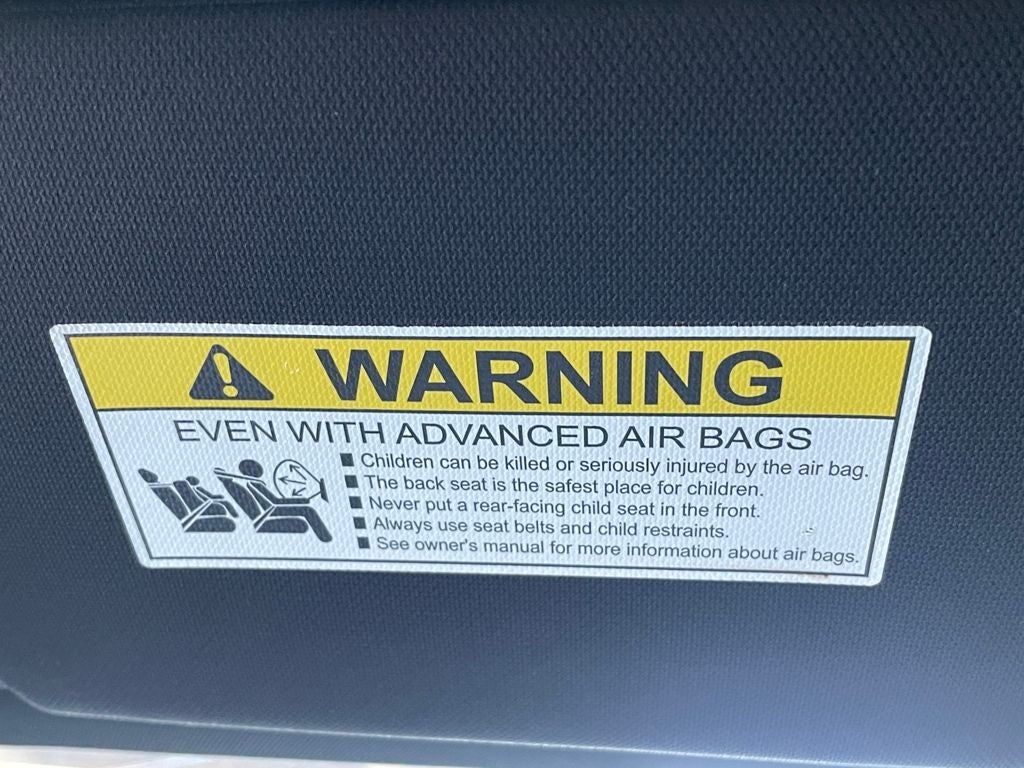 WARNING
EVEN WITH ADVANCED AIR BAGS
■ Children can be killed or seriously injured by the air bag.
■ The back seat is the safest place for children.
■ Never put a rear-facing child seat in the front.
■ Always use seat belts and child restraints.
■ See owner's manual for more information about air bags.